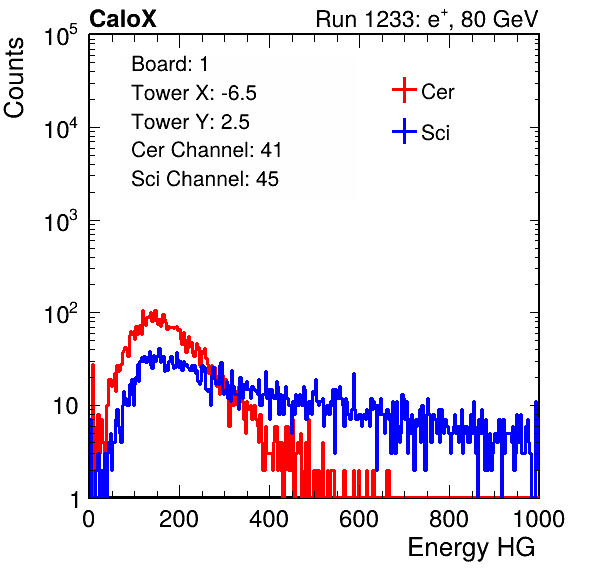 CaloX Run 1233: e⁺, 80 GeV
Counts
Board: 1
Tower X: -6.5
Tower Y: 2.5
Cer Channel: 41
Sci Channel: 45
Cer
Sci
10⁵
10⁴
10³
10²
10
1
0 200 400 600 800 1000
Energy HG